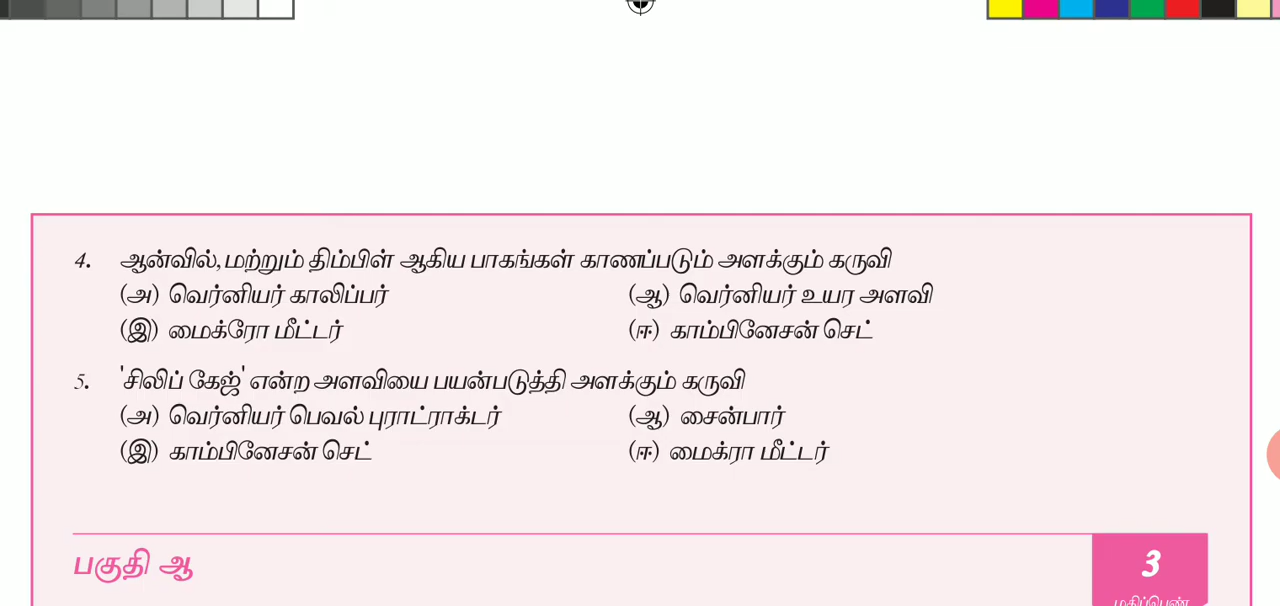 4. ஆன்வில், மற்றும் திம்பிள் ஆகிய பாகங்கள் காணப்படும் அளக்கும் கருவி
(அ) வெர்னியர் காலிப்பர் (ஆ) வெர்னியர் உயர அளவி
(இ) மைக்ரோ மீட்டர் (ஈ) காம்பினேசன் செட்
5. 'சிலிப் கேஜ்' என்ற அளவியை பயன்படுத்தி அளக்கும் கருவி
(அ) வெர்னியர் பெவல் புராட்ராக்டர் (ஆ) சைன்பார்
(இ) காம்பினேசன் செட் (ஈ) மைக்ரா மீட்டர்
பகுதி ஆ 3
மதிப்பெண்